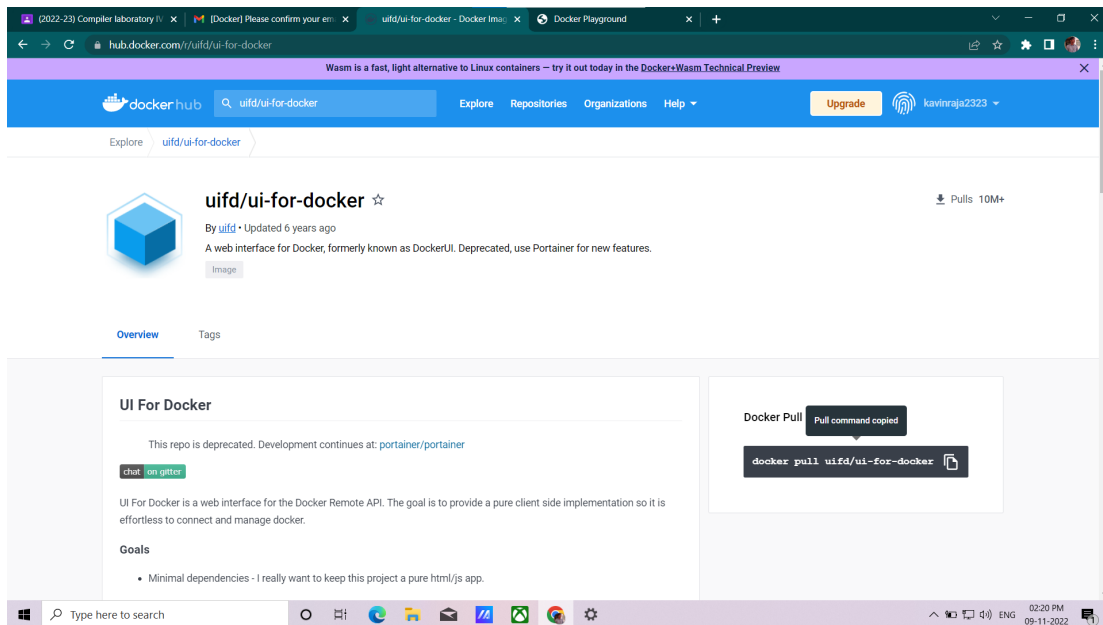 (2022-23) Compiler laboratory IV
[Docker] Please confirm your em
uifd/ui-for-docker - Docker Imag
Docker Playground
hub.docker.com/r/uifd/ui-for-docker
Wasm is a fast, light alternative to Linux containers — try it out today in the Docker+Wasm Technical Preview
dockerhub
uifd/ui-for-docker
Explore
Repositories
Organizations
Help
Upgrade
kavinraja2323
Explore
uifd/ui-for-docker
uifd/ui-for-docker
Pulls 10M+
By uifd • Updated 6 years ago
A web interface for Docker, formerly known as DockerUI. Deprecated, use Portainer for new features.
Image
Overview
Tags
UI For Docker
This repo is deprecated. Development continues at: portainer/portainer
chat on gitter
UI For Docker is a web interface for the Docker Remote API. The goal is to provide a pure client side implementation so it is
effortless to connect and manage docker.
Goals
• Minimal dependencies - I really want to keep this project a pure html/js app.
Docker Pull
Pull command copied
docker pull uifd/ui-for-docker
Type here to search
ENG
02:20 PM
09-11-2022